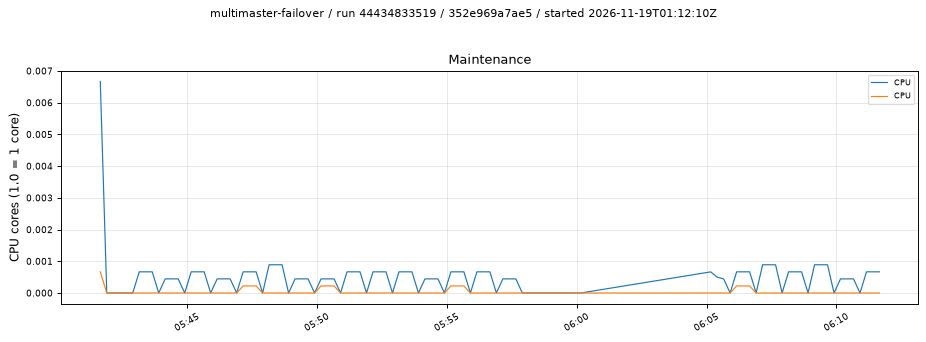 multimaster-failover / run 44434833519 / 352e969a7ae5 / started 2026-11-19T01:12:10Z
Maintenance
CPU cores (1.0 = 1 core)
0.007
0.006
0.005
0.004
0.003
0.002
0.001
0.000
CPU
CPU
05:45
05:50
05:55
06:00
06:05
06:10